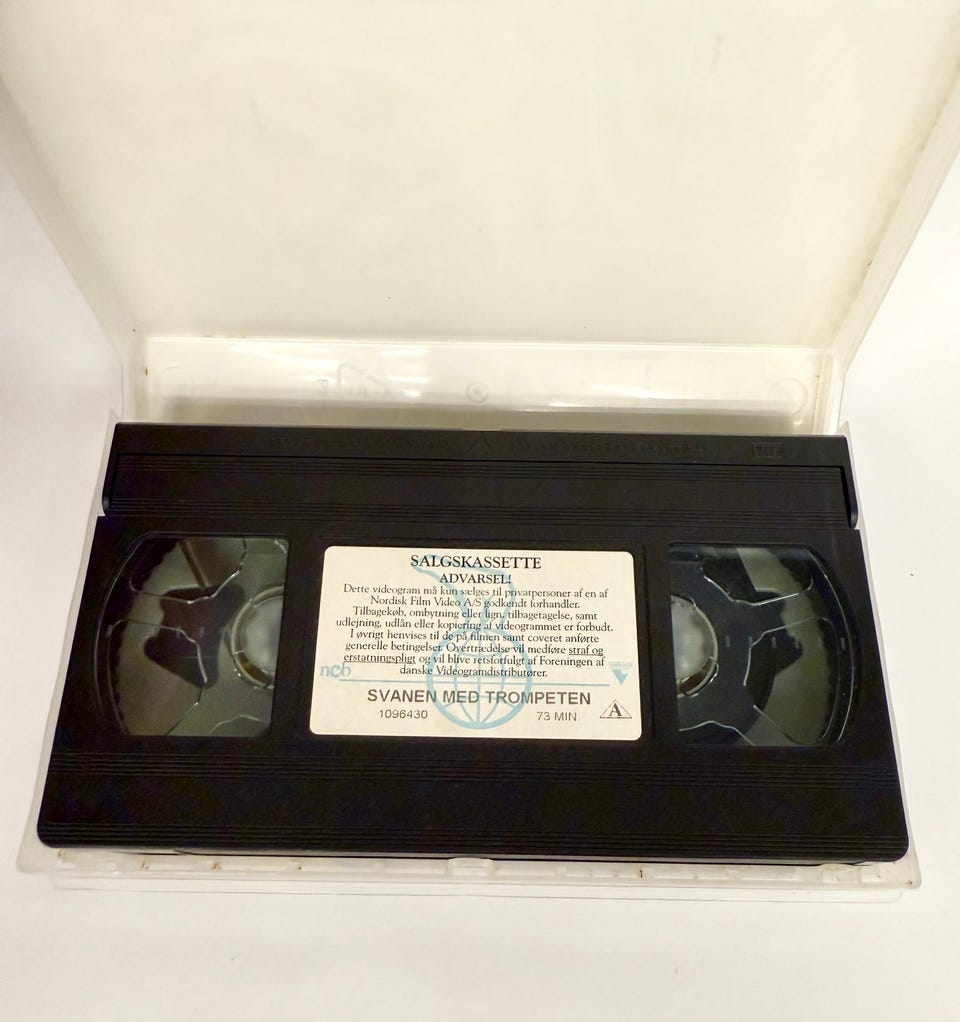 SALGSKASSETTE
ADVARSEL!
Dette videogram må kun sælges til privatpersoner af en af
Nordisk Film Video A/S godkendt forhandler.
Tilbagekøb, ombytning eller lign. tilbagetagelse, samt
udlejning, udlån eller kopiering af videogrammet er forbudt.
I øvrigt henvises til de på filmen samt coveret anførte
generelle betingelser. Overtrædelse vil medføre straf og
erstatningspligt og vil blive retsforfulgt af Foreningen af
danske Videogramdistributører.
ncb
SVANEN MED TROMPETEN
1096430 73 MIN A